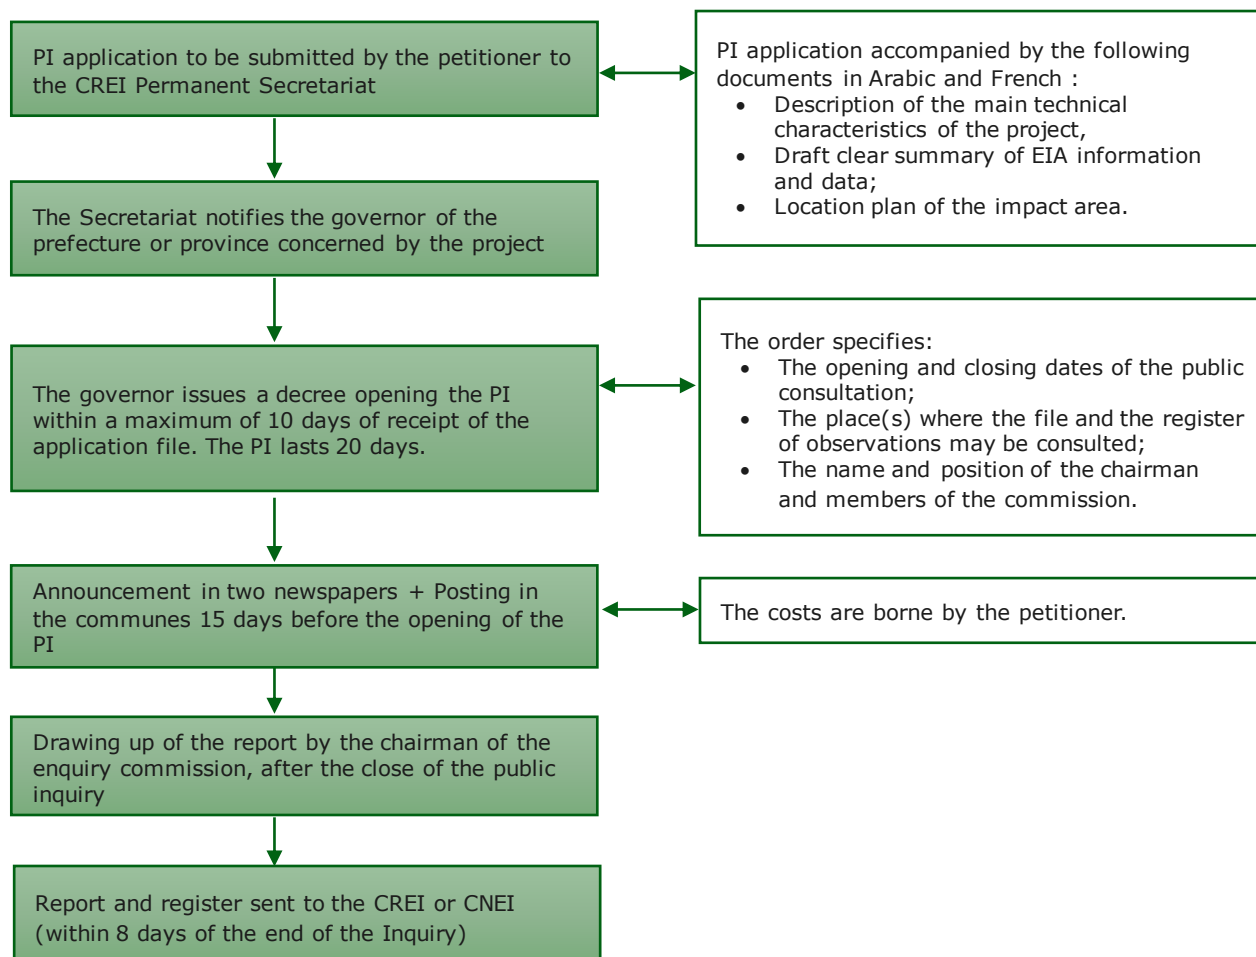 PI application to be submitted by the petitioner to
the CREI Permanent Secretariat
PI application accompanied by the following
documents in Arabic and French :
• Description of the main technical
characteristics of the project,
• Draft clear summary of EIA information
and data;
• Location plan of the impact area.
The Secretariat notifies the governor of the
prefecture or province concerned by the project
The governor issues a decree opening the PI
within a maximum of 10 days of receipt of the
application file. The PI lasts 20 days.
The order specifies:
• The opening and closing dates of the public
consultation;
• The place(s) where the file and the register
of observations may be consulted;
• The name and position of the chairman
and members of the commission.
Announcement in two newspapers + Posting in
the communes 15 days before the opening of the
PI
The costs are borne by the petitioner.
Drawing up of the report by the chairman of the
enquiry commission, after the close of the public
inquiry
Report and register sent to the CREI or CNEI
(within 8 days of the end of the Inquiry)